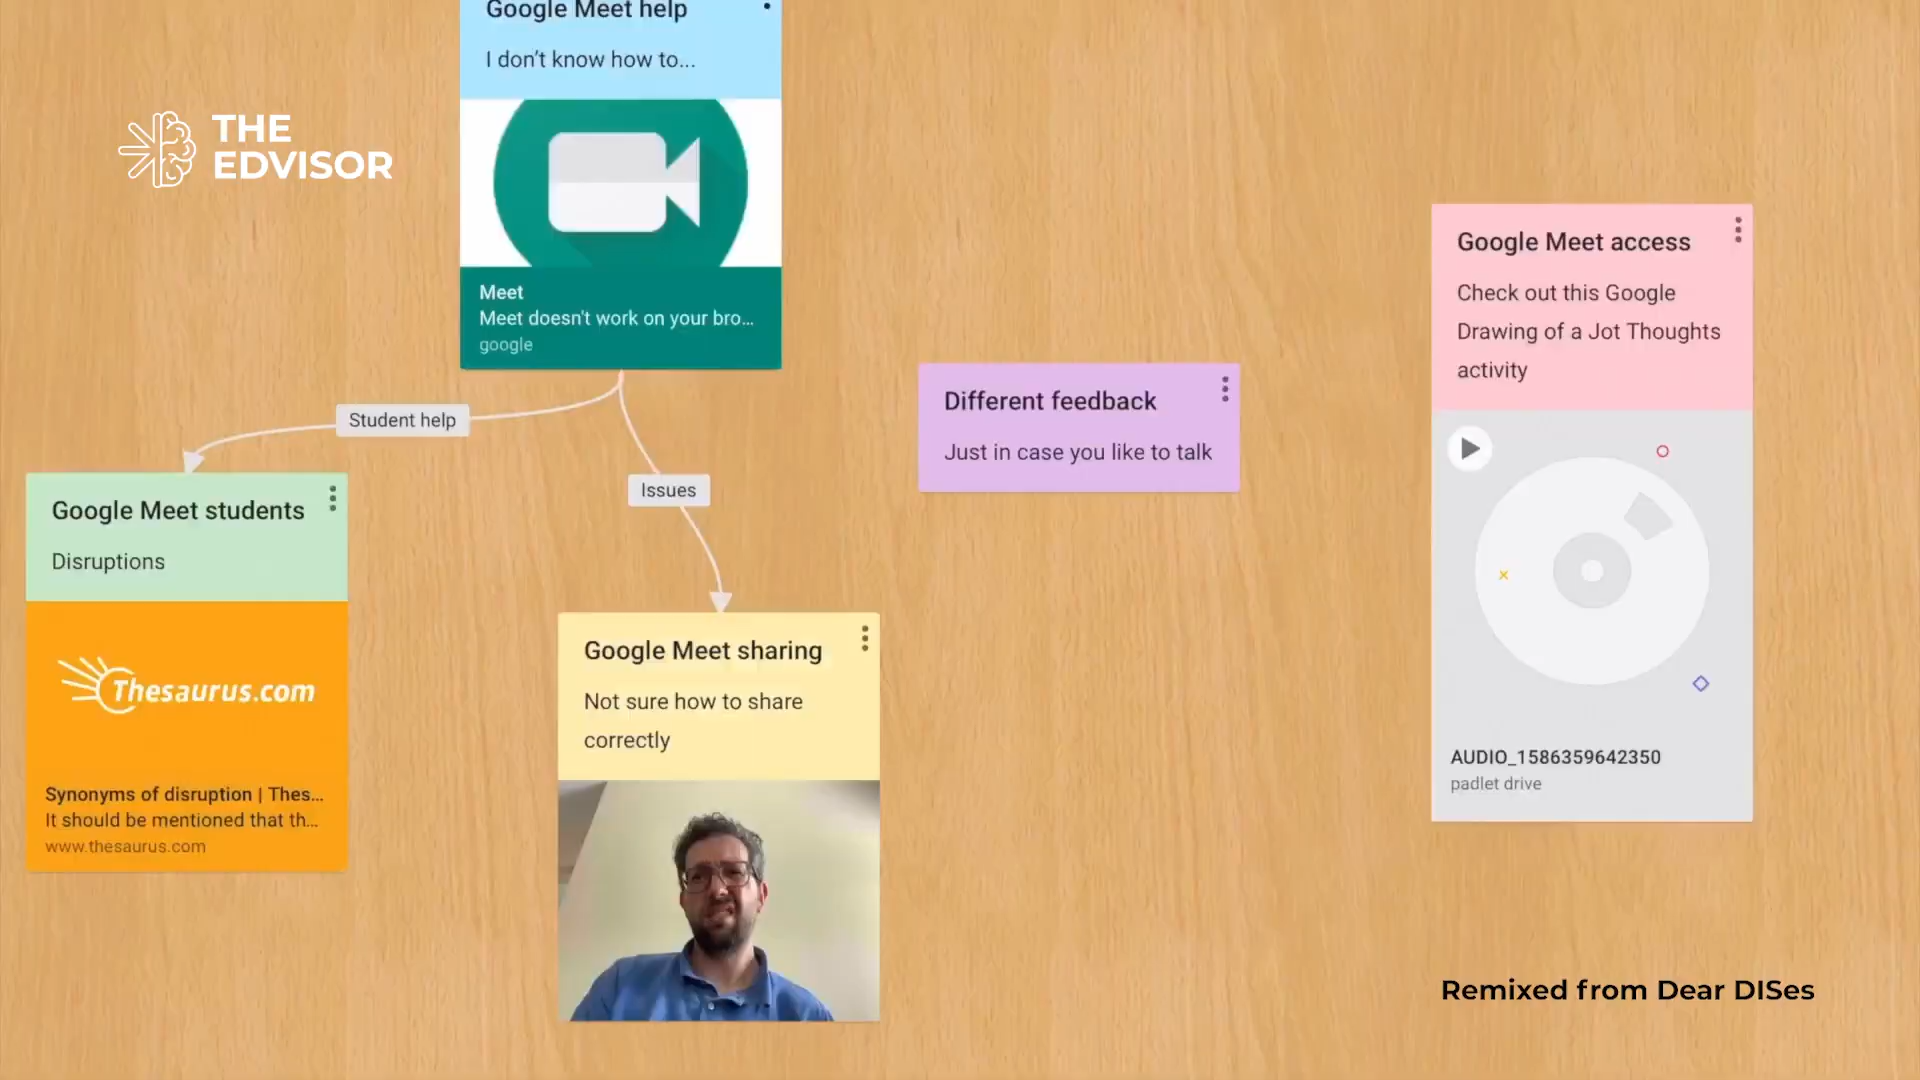 Google Meet help
I don't know how to...
THE
EDVISOR
Meet
Meet doesn't work on your bro...
google
Student help
Issues
Google Meet students
Disruptions
Thesaurus.com
Synonyms of disruption | Thes...
It should be mentioned that th...
www.thesaurus.com
Google Meet sharing
Not sure how to share
correctly
Different feedback
Just in case you like to talk
Google Meet access
Check out this Google
Drawing of a Jot Thoughts
activity
AUDIO_1586359642350
padlet drive
Remixed from Dear DISes